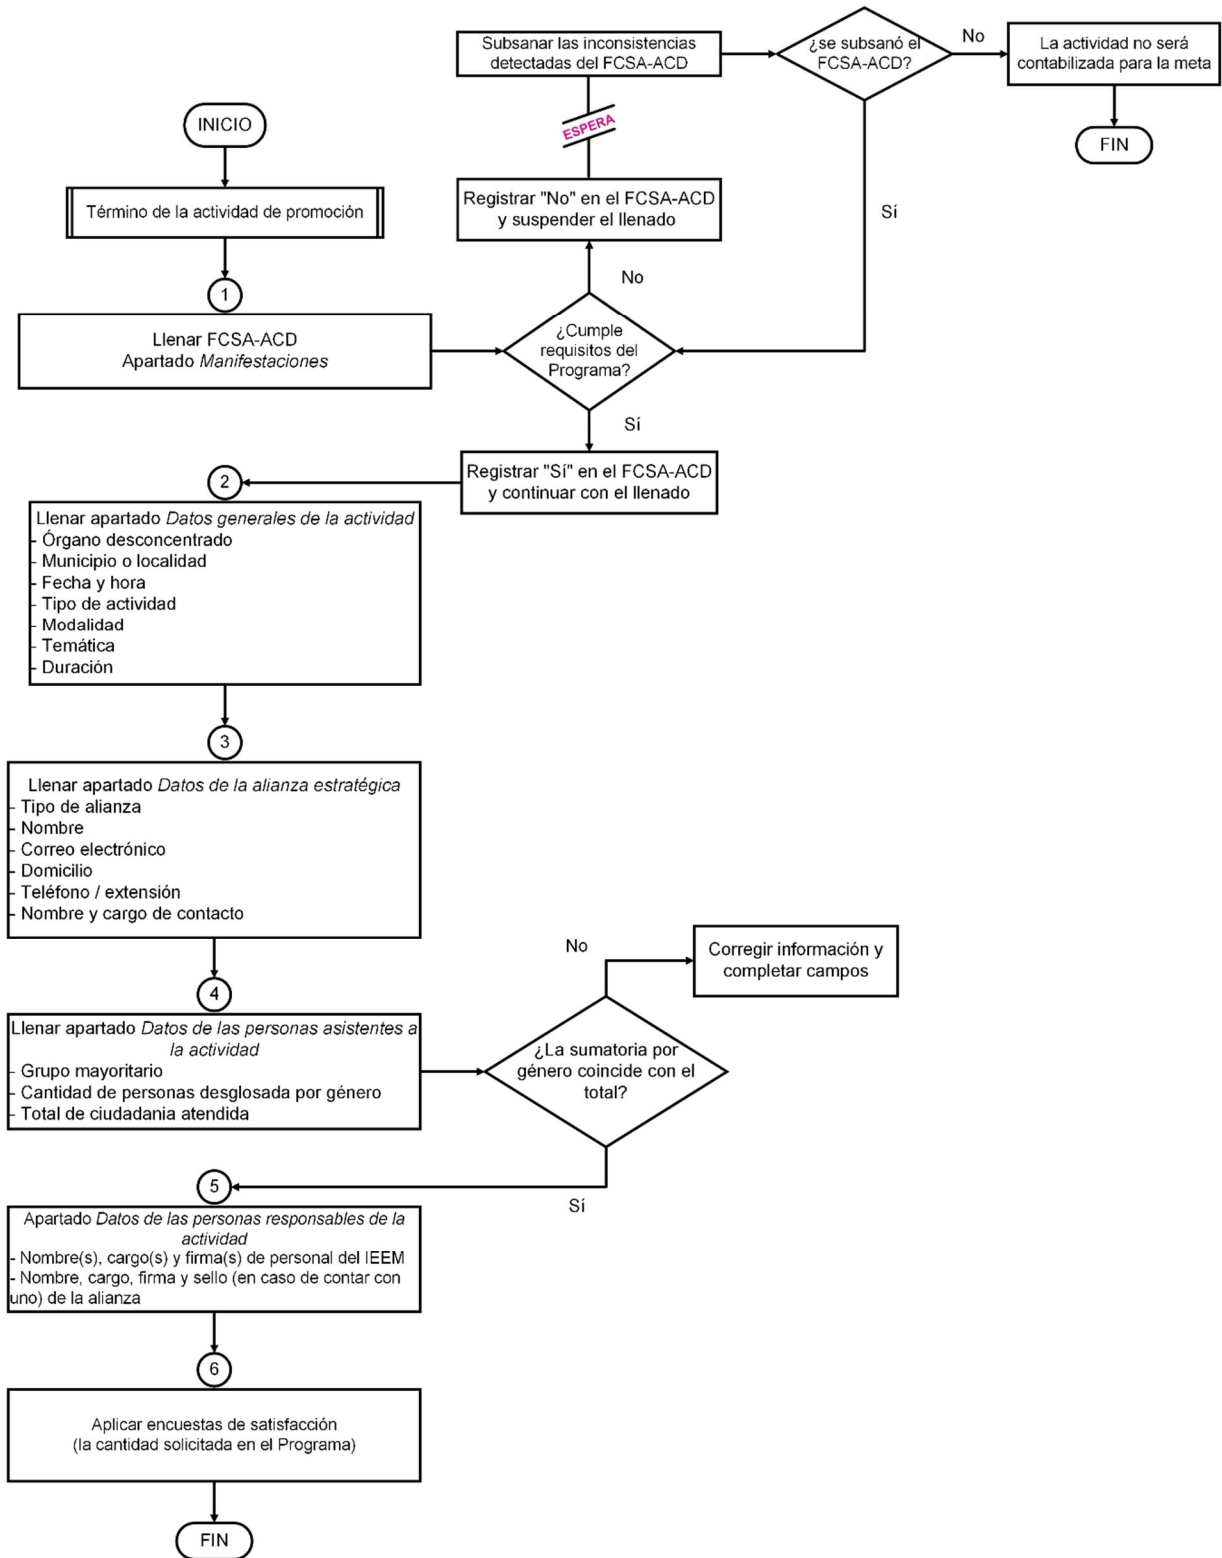 Subsanar las inconsistencias
detectadas del FCSA-ACD
¿se subsanó el
FCSA-ACD?
No
La actividad no será
contabilizada para la meta
FIN
ESPERA
INICIO
Término de la actividad de promoción
Registrar "No" en el FCSA-ACD
y suspender el llenado
Sí
No
1
Llenar FCSA-ACD
Apartado Manifestaciones
¿Cumple
requisitos del
Programa?
Sí
Registrar "Sí" en el FCSA-ACD
y continuar con el llenado
2
Llenar apartado Datos generales de la actividad
- Órgano desconcentrado
- Municipio o localidad
- Fecha y hora
- Tipo de actividad
- Modalidad
- Temática
- Duración
3
Llenar apartado Datos de la alianza estratégica
- Tipo de alianza
- Nombre
- Correo electrónico
- Domicilio
- Teléfono / extensión
- Nombre y cargo de contacto
4
Llenar apartado Datos de las personas asistentes a
la actividad
- Grupo mayoritario
- Cantidad de personas desglosada por género
- Total de ciudadania atendida
¿La sumatoria por
género coincide con el
total?
No
Corregir información y
completar campos
Sí
5
Apartado Datos de las personas responsables de la
actividad
- Nombre(s), cargo(s) y firma(s) de personal del IEEM
- Nombre, cargo, firma y sello (en caso de contar con
uno) de la alianza
6
Aplicar encuestas de satisfacción
(la cantidad solicitada en el Programa)
FIN